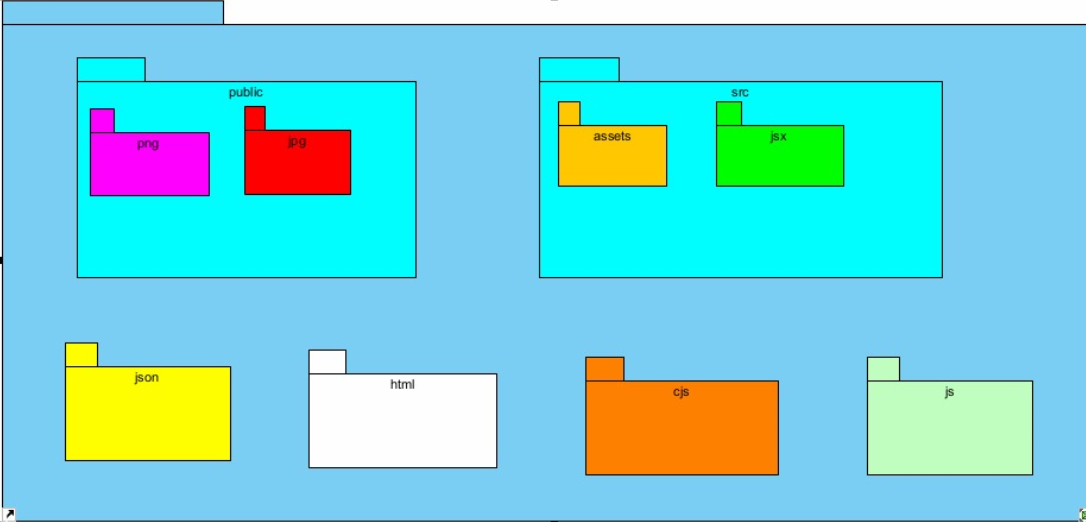 public
src
png
jpg
assets
jsx
json
html
cjs
js